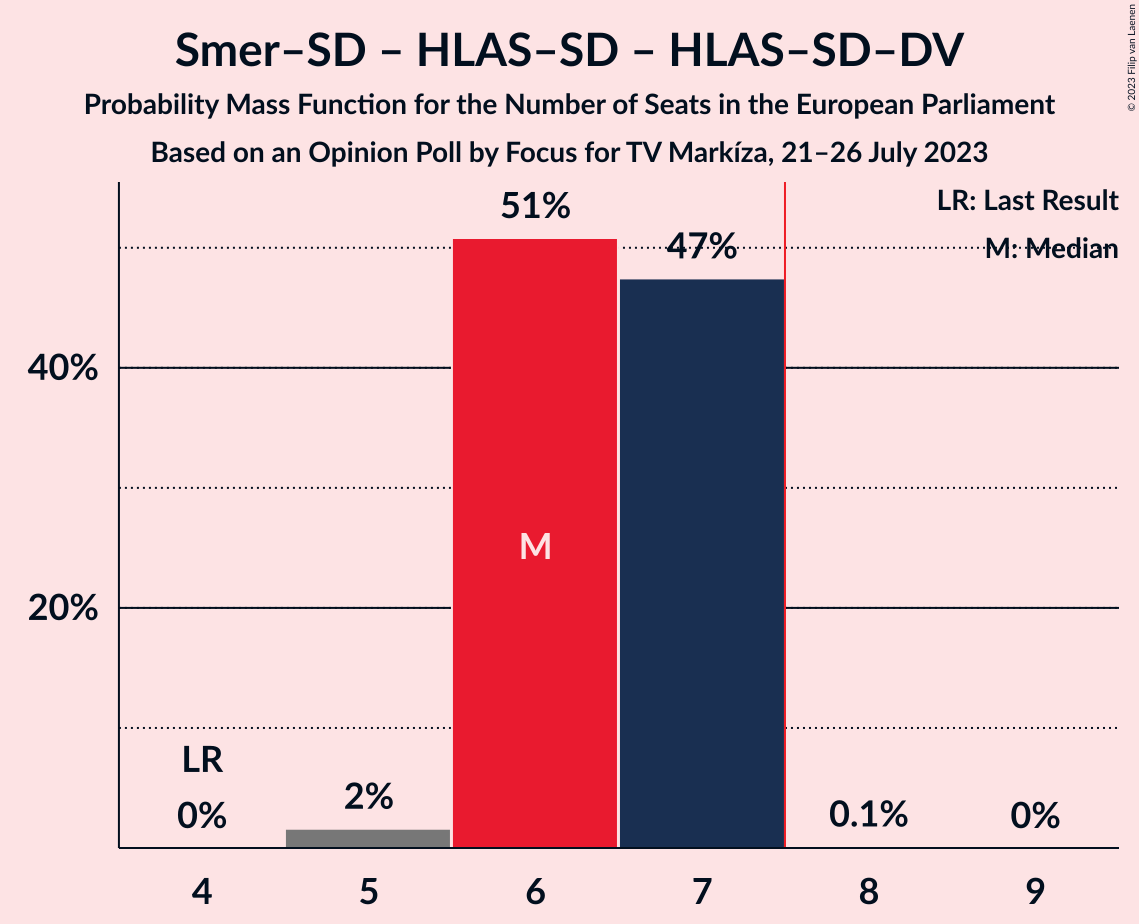 Smer–SD – HLAS–SD – HLAS–SD–DV
Probability Mass Function for the Number of Seats in the European Parliament
Based on an Opinion Poll by Focus for TV Markíza, 21–26 July 2023
© 2023 Filip van Laenen
LR: Last Result
M: Median
51%
47%
40%
M
20%
LR
0%
2%
0.1%
0%
4 5 6 7 8 9